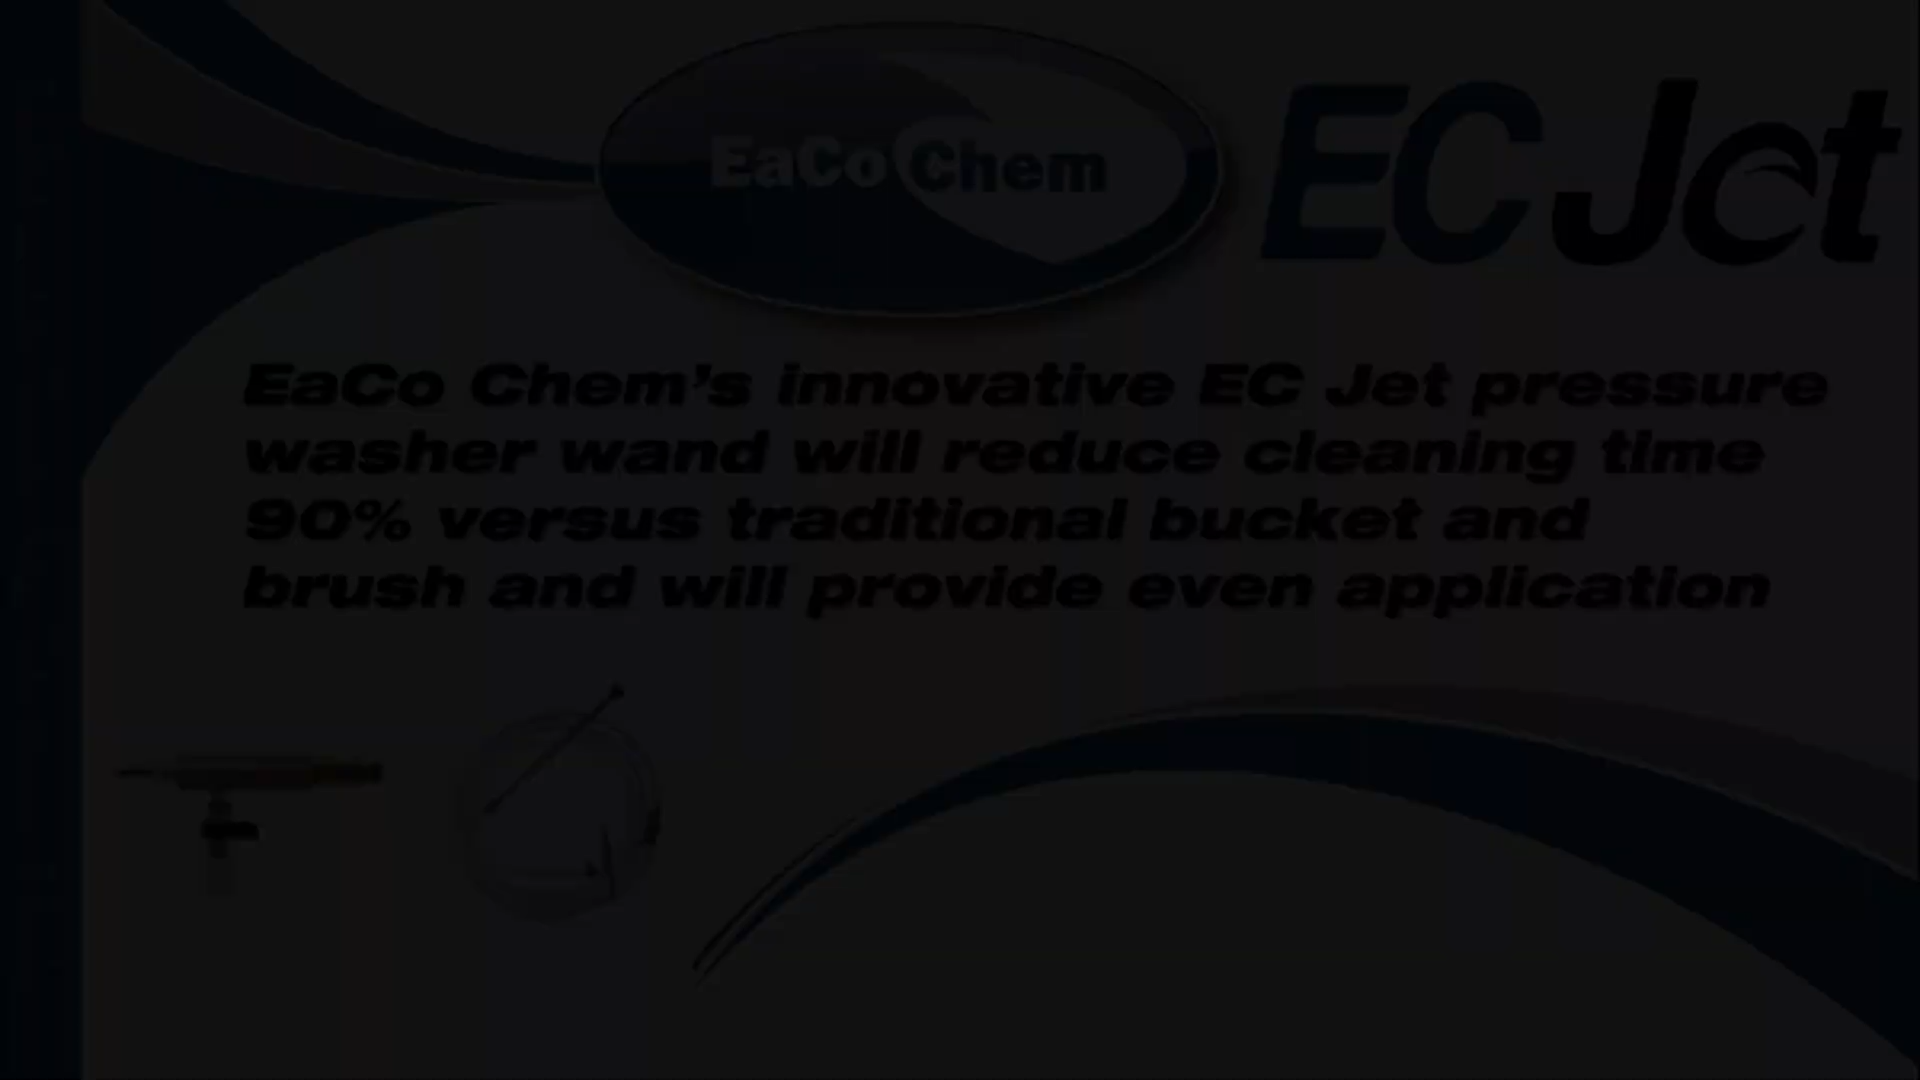 EaCo Chem EC Jet
EaCo Chem's innovative EC Jet pressure
washer wand will reduce cleaning time
90% versus traditional bucket and
brush and will provide even application